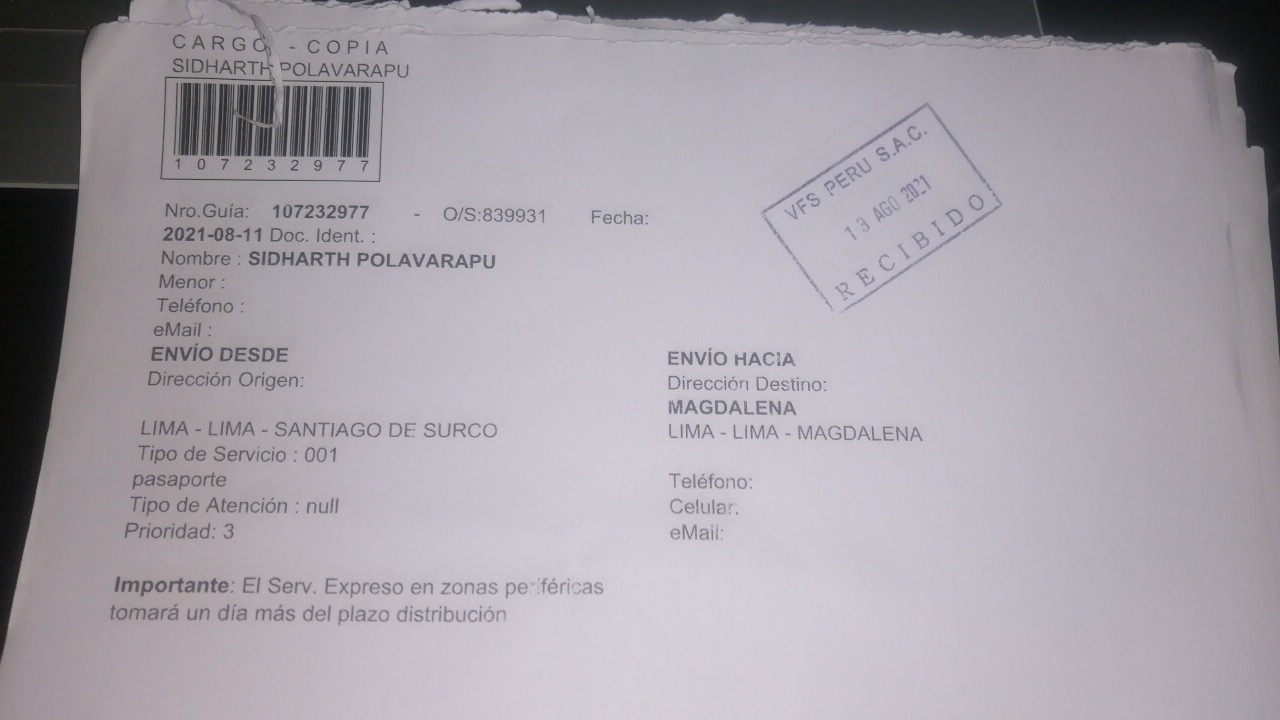 CARGO - COPIA
SIDHARTH POLAVARAPU
107232977
VFS PERU S.A.C.
13 AGO 2021
RECIBIDO
Nro.Guía: 107232977 - O/S:839931 Fecha:
2021-08-11 Doc. Ident. :
Nombre : SIDHARTH POLAVARAPU
Menor :
Teléfono :
eMail :
ENVÍO DESDE
Dirección Origen:
LIMA - LIMA - SANTIAGO DE SURCO
Tipo de Servicio : 001
pasaporte
Tipo de Atención : null
Prioridad: 3
ENVÍO HACIA
Dirección Destino:
MAGDALENA
LIMA - LIMA - MAGDALENA
Teléfono:
Celular:
eMail:
Importante: El Serv. Expreso en zonas periféricas
tomará un día más del plazo distribución